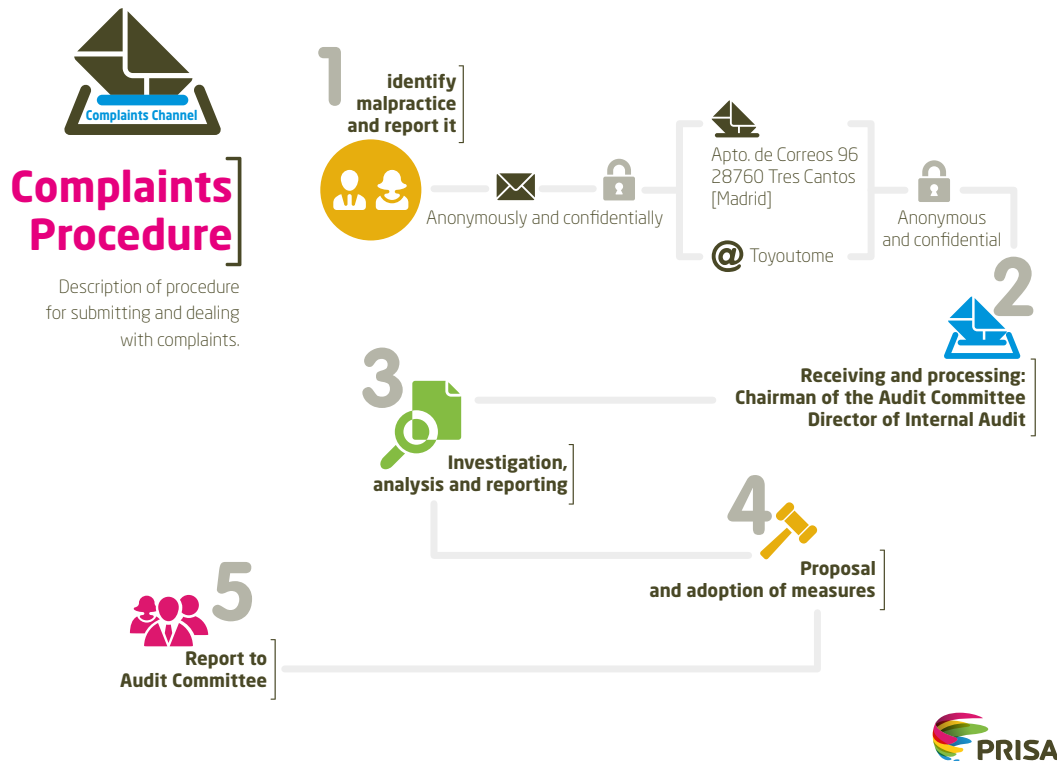 Complaints Channel
Complaints
Procedure
Description of procedure
for submitting and dealing
with complaints.
1
identify
malpractice
and report it
Anonymously and confidentially
Apto. de Correos 96
28760 Tres Cantos
[Madrid]
@ Toyoutome
Anonymous
and confidential
2
Receiving and processing:
Chairman of the Audit Committee
Director of Internal Audit
3
Investigation,
analysis and reporting
4
Proposal
and adoption of measures
5
Report to
Audit Committee
PRISA